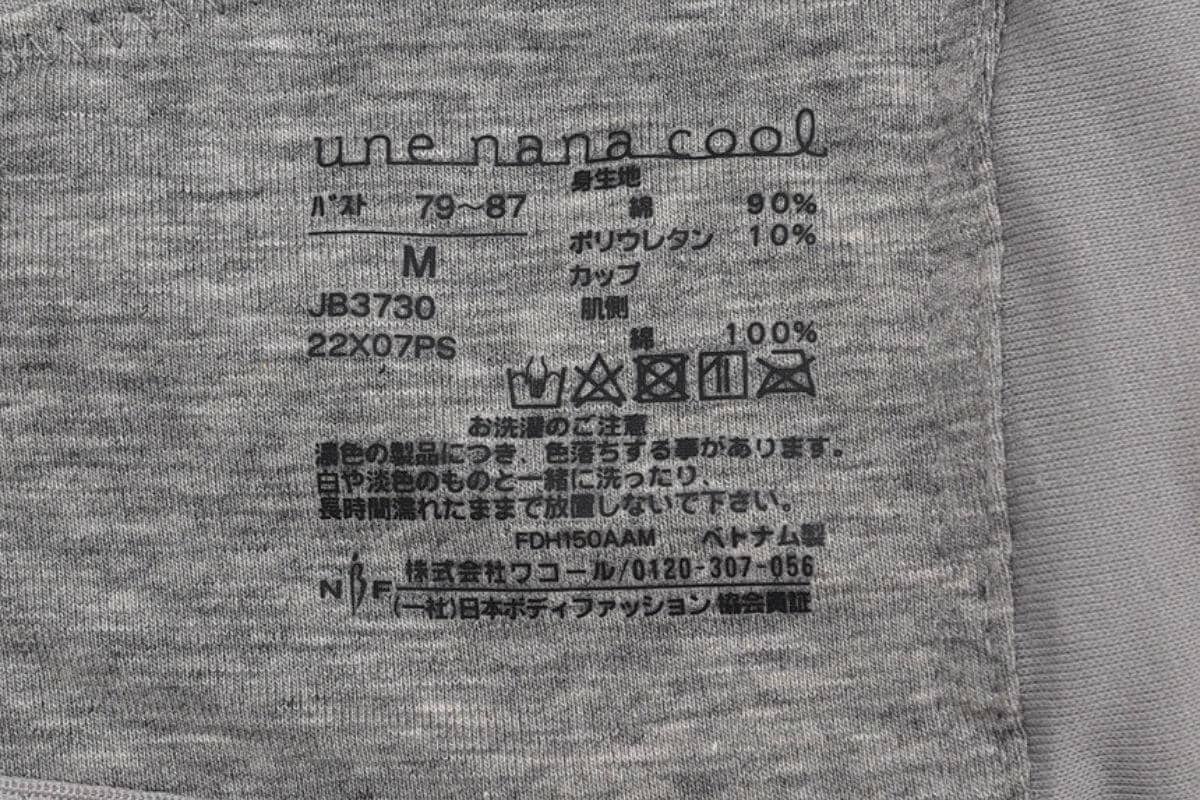 une nana cool
身生地
バスト 79～87
綿 90%
ポリウレタン 10%
M
カップ
JB3730
肌側
22X07PS
綿 100%
お洗濯のご注意
濃色の製品につき、色落ちする事があります。
白や淡色のものと一緒に洗ったり、
長時間濡れたままで放置しないで下さい。
FDH150AAM ベトナム製
NBF
株式会社ワコール/0120-307-056
(一社)日本ボディファッション協会員証